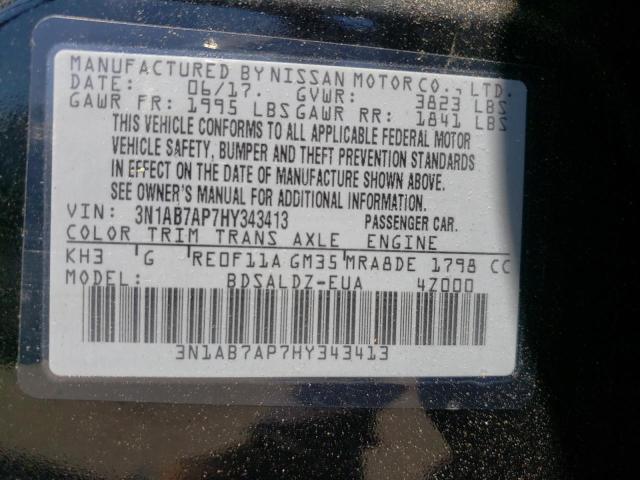 MANUFACTURED BY NISSAN MOTOR CO., LTD.
DATE: 06/17. GVWR: 3823 LBS
GAWR FR: 1995 LBS GAWR RR: 1841 LBS
THIS VEHICLE CONFORMS TO ALL APPLICABLE FEDERAL MOTOR
VEHICLE SAFETY, BUMPER AND THEFT PREVENTION STANDARDS
IN EFFECT ON THE DATE OF MANUFACTURE SHOWN ABOVE.
SEE OWNER'S MANUAL FOR ADDITIONAL INFORMATION.
VIN: 3N1AB7AP7HY343413 PASSENGER CAR.
COLOR TRIM TRANS AXLE ENGINE
KH3 G RE0F11A GM35 MRA8DE 1798 CC
MODEL: BDSALDZ-EUA 4Z000
3N1AB7AP7HY343413